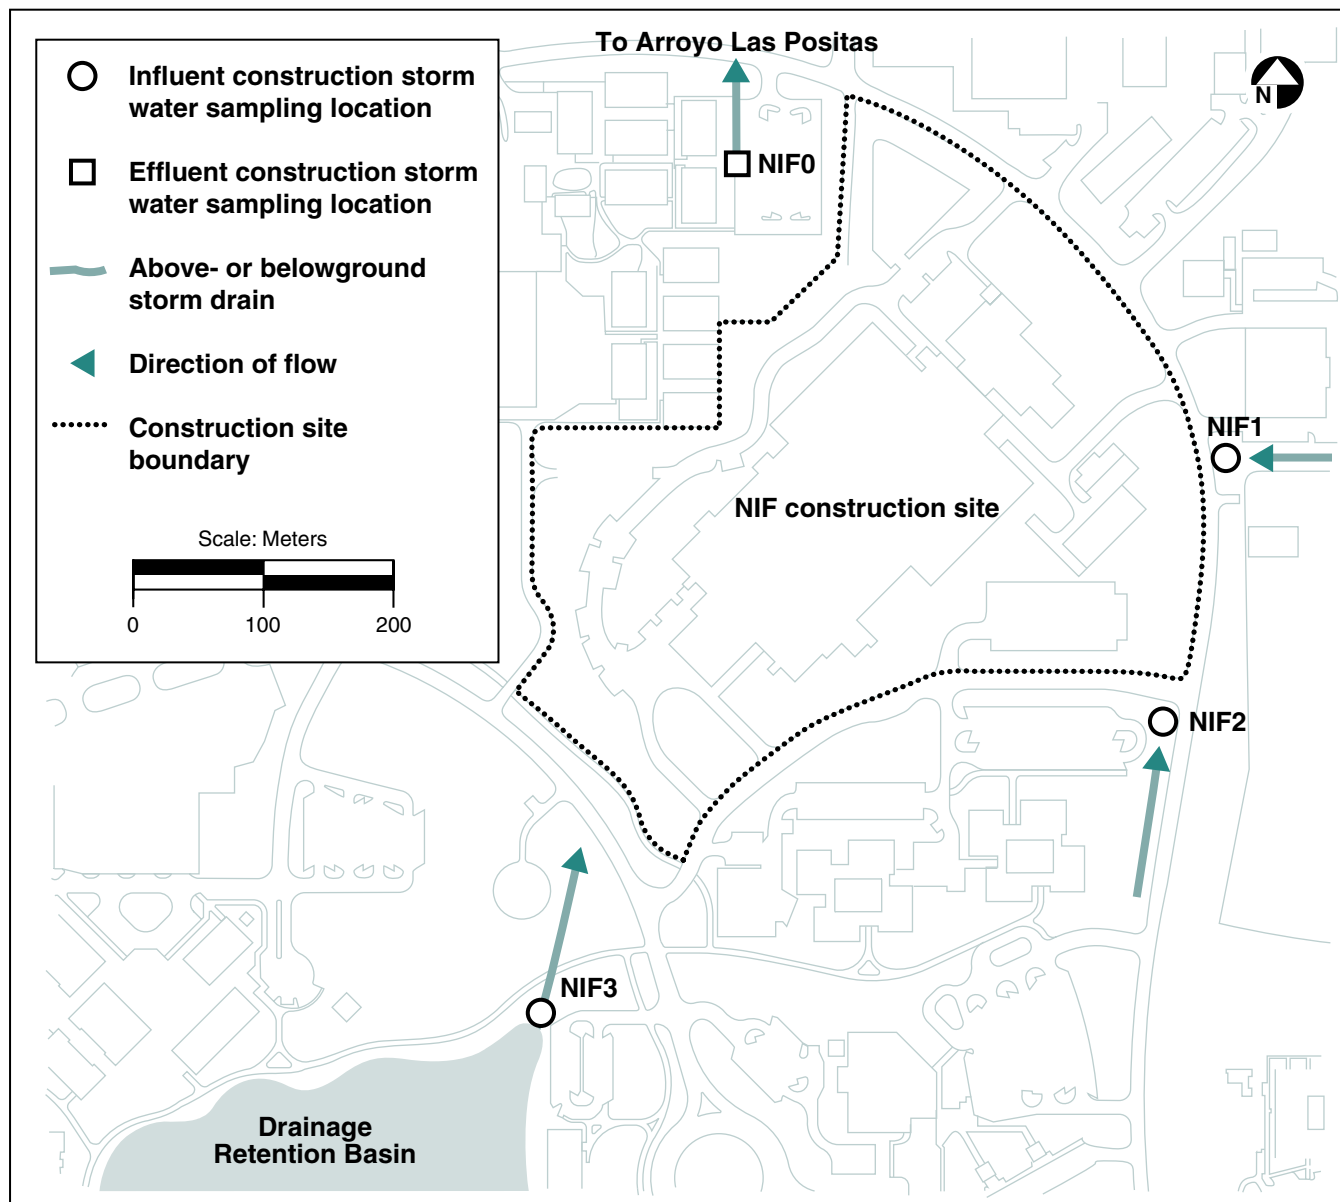 Influent construction storm
water sampling location
Effluent construction storm
water sampling location
Above- or belowground
storm drain
Direction of flow
Construction site
boundary
Scale: Meters
0 100 200
To Arroyo Las Positas
N
NIF0
NIF1
NIF construction site
NIF2
NIF3
Drainage
Retention Basin